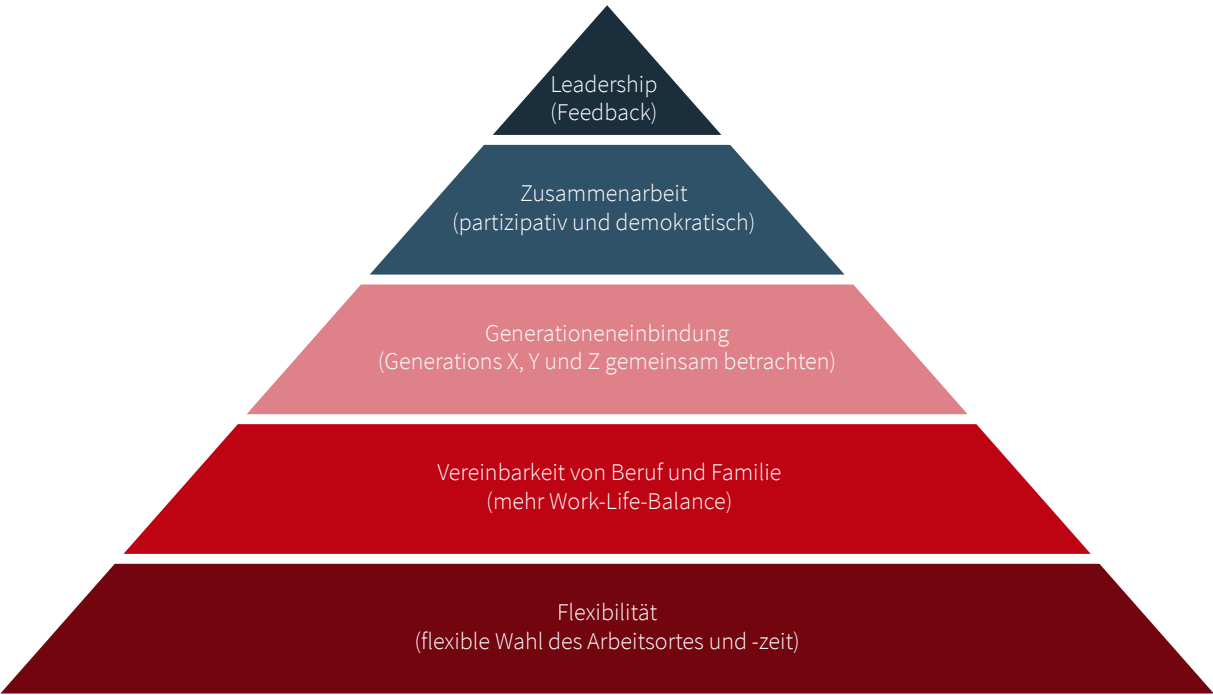 Leadership
(Feedback)
Zusammenarbeit
(partizipativ und demokratisch)
Generationeneinbindung
(Generations X, Y und Z gemeinsam betrachten)
Vereinbarkeit von Beruf und Familie
(mehr Work-Life-Balance)
Flexibilität
(flexible Wahl des Arbeitsortes und -zeit)